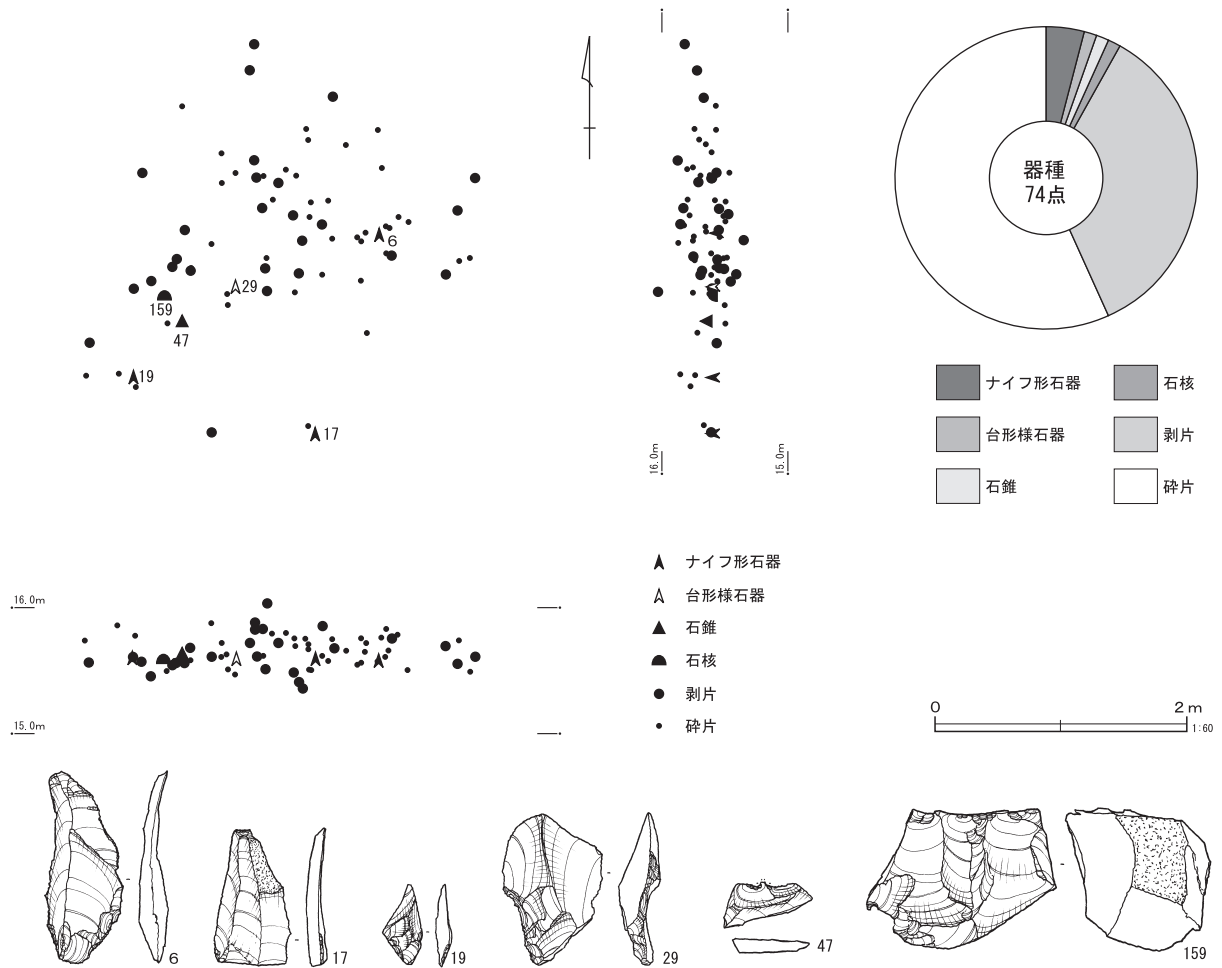 6
29
159
47
19
17
16.0m
15.0m
器種
74点
ナイフ形石器
石核
台形様石器
剥片
石錐
砕片
16.0m
15.0m
ナイフ形石器
台形様石器
石錐
石核
剥片
砕片
0
2 m
1:60
6
17
19
29
47
159